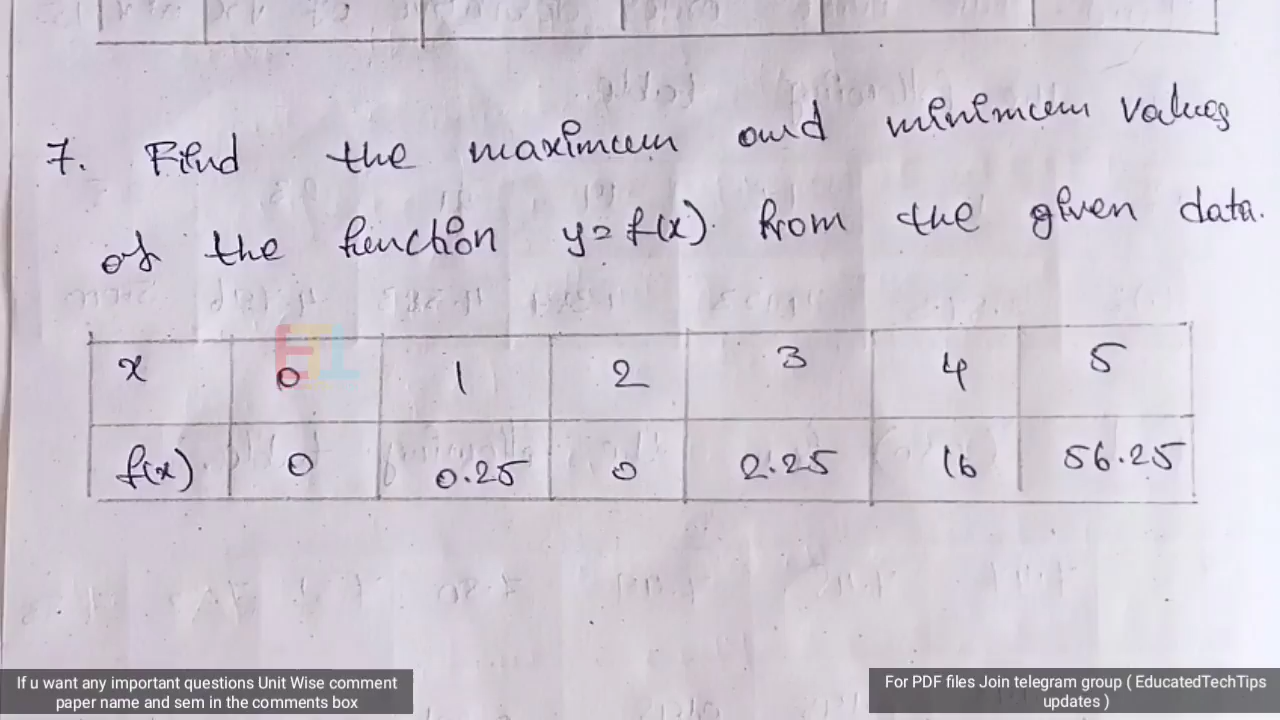 7. Find the maximum and minimum values
of the function y=f(x). from the given data.
x 0 1 2 3 4 5
f(x) 0 0.25 0 2.25 16 56.25
If u want any important questions Unit Wise comment
paper name and sem in the comments box
For PDF files Join telegram group ( EducatedTechTips
updates )